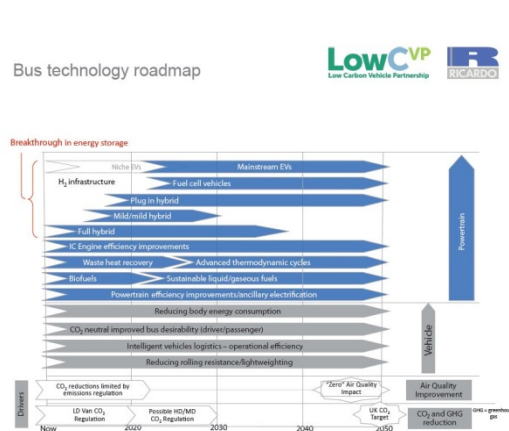 LowCVP
Low Carbon Vehicle Partnership
RICARDO
Bus technology roadmap
Breakthrough in energy storage
Niche EVs
Mainstream EVs
H2 infrastructure
Fuel cell vehicles
Plug in hybrid
Mild/mild hybrid
Full hybrid
IC Engine efficiency improvements
Waste heat recovery
Advanced thermodynamic cycles
Biofuels
Sustainable liquid/gaseous fuels
Powertrain efficiency improvements/ancillary electrification
Powertrain
Reducing body energy consumption
CO2 neutral improved bus desirability (driver/passenger)
Intelligent vehicles logistics – operational efficiency
Reducing rolling resistance/lightweighting
Vehicle
Drivers
CO2 reductions limited by
emissions regulation
"Zero" Air Quality
Impact
Air Quality
Improvement
LD Van CO2
Regulation
Possible HD/MD
CO2 Regulation
UK CO2
Target
CO2 and GHG
reduction
GHG = greenhouse
gas
Now
2020
2030
2040
2050